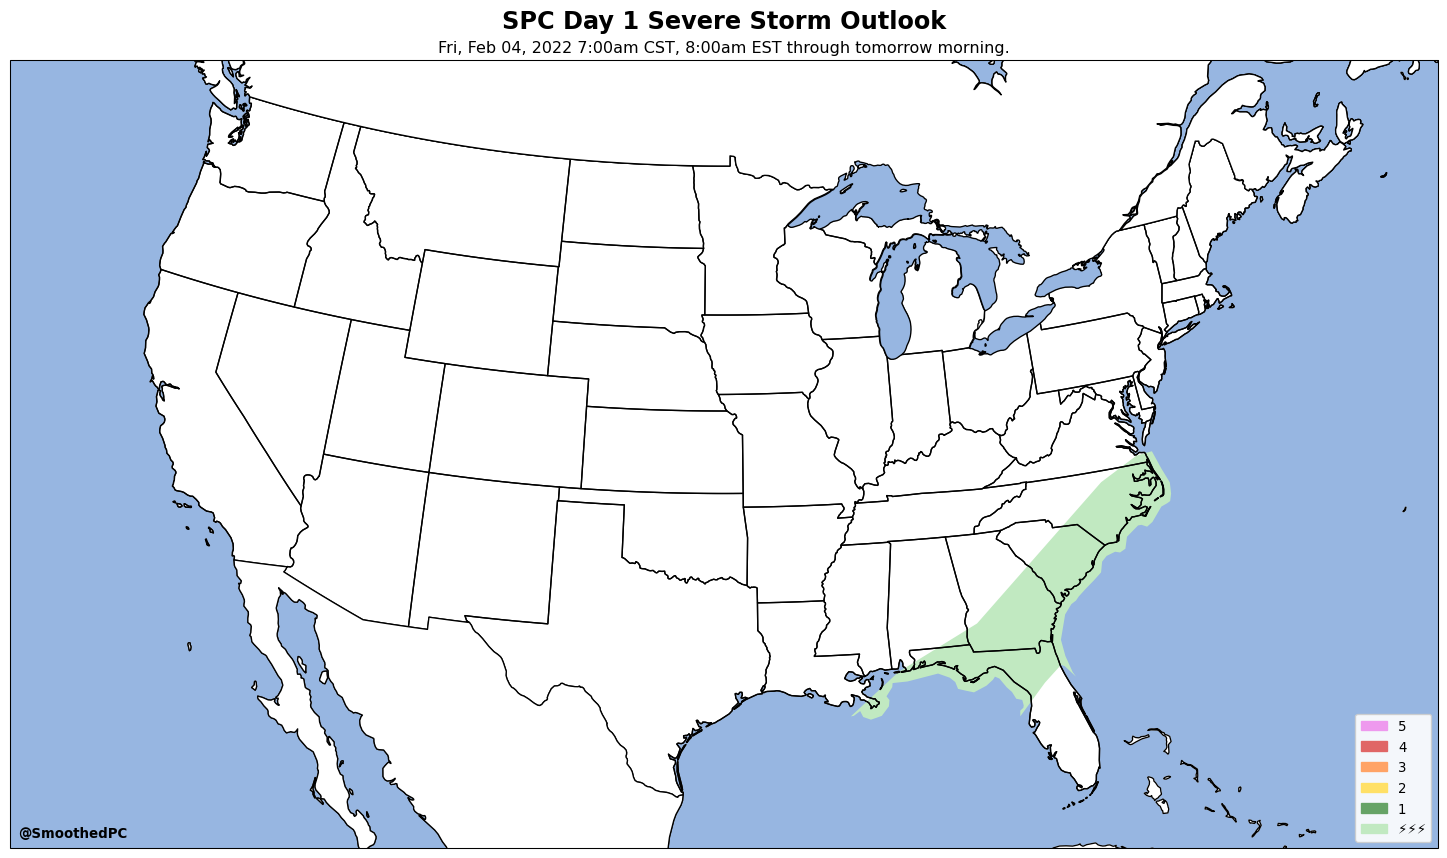 SPC Day 1 Severe Storm Outlook
Fri, Feb 04, 2022 7:00am CST, 8:00am EST through tomorrow morning.
5
4
3
2
1
⚡⚡⚡
@SmoothedPC